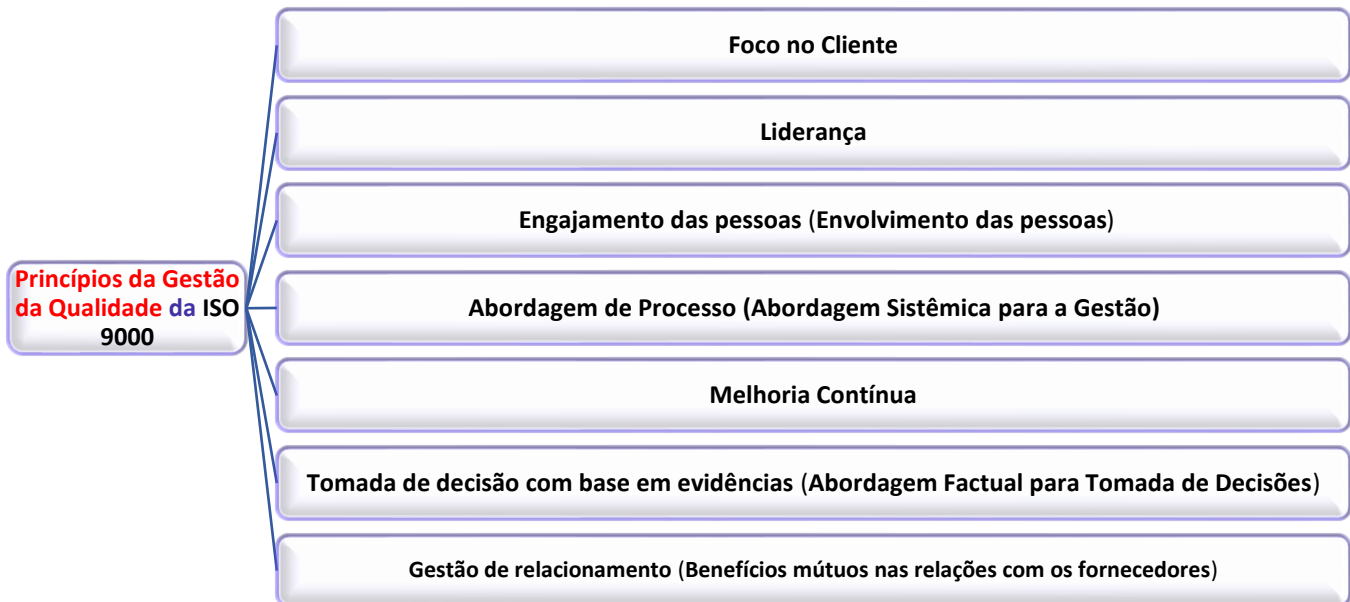 Foco no Cliente
Liderança
Engajamento das pessoas (Envolvimento das pessoas)
Princípios da Gestão
da Qualidade da ISO
9000
Abordagem de Processo (Abordagem Sistêmica para a Gestão)
Melhoria Contínua
Tomada de decisão com base em evidências (Abordagem Factual para Tomada de Decisões)
Gestão de relacionamento (Benefícios mútuos nas relações com os fornecedores)